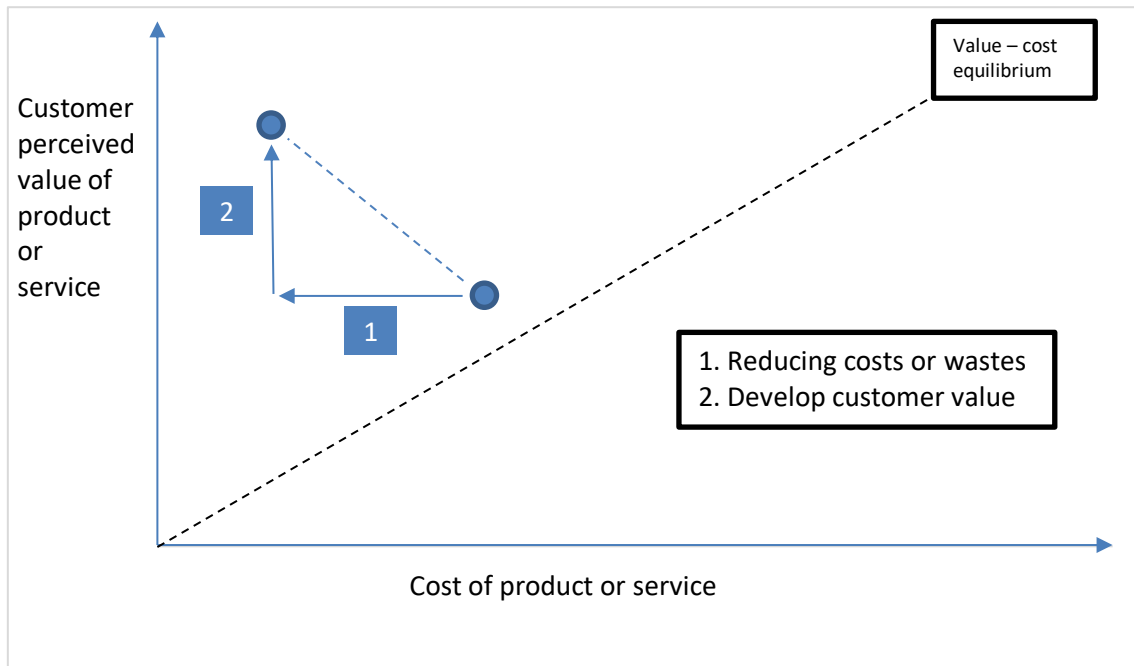 Value – cost
equilibrium
Customer
perceived
value of
product
or
service
2
1
1. Reducing costs or wastes
2. Develop customer value
Cost of product or service